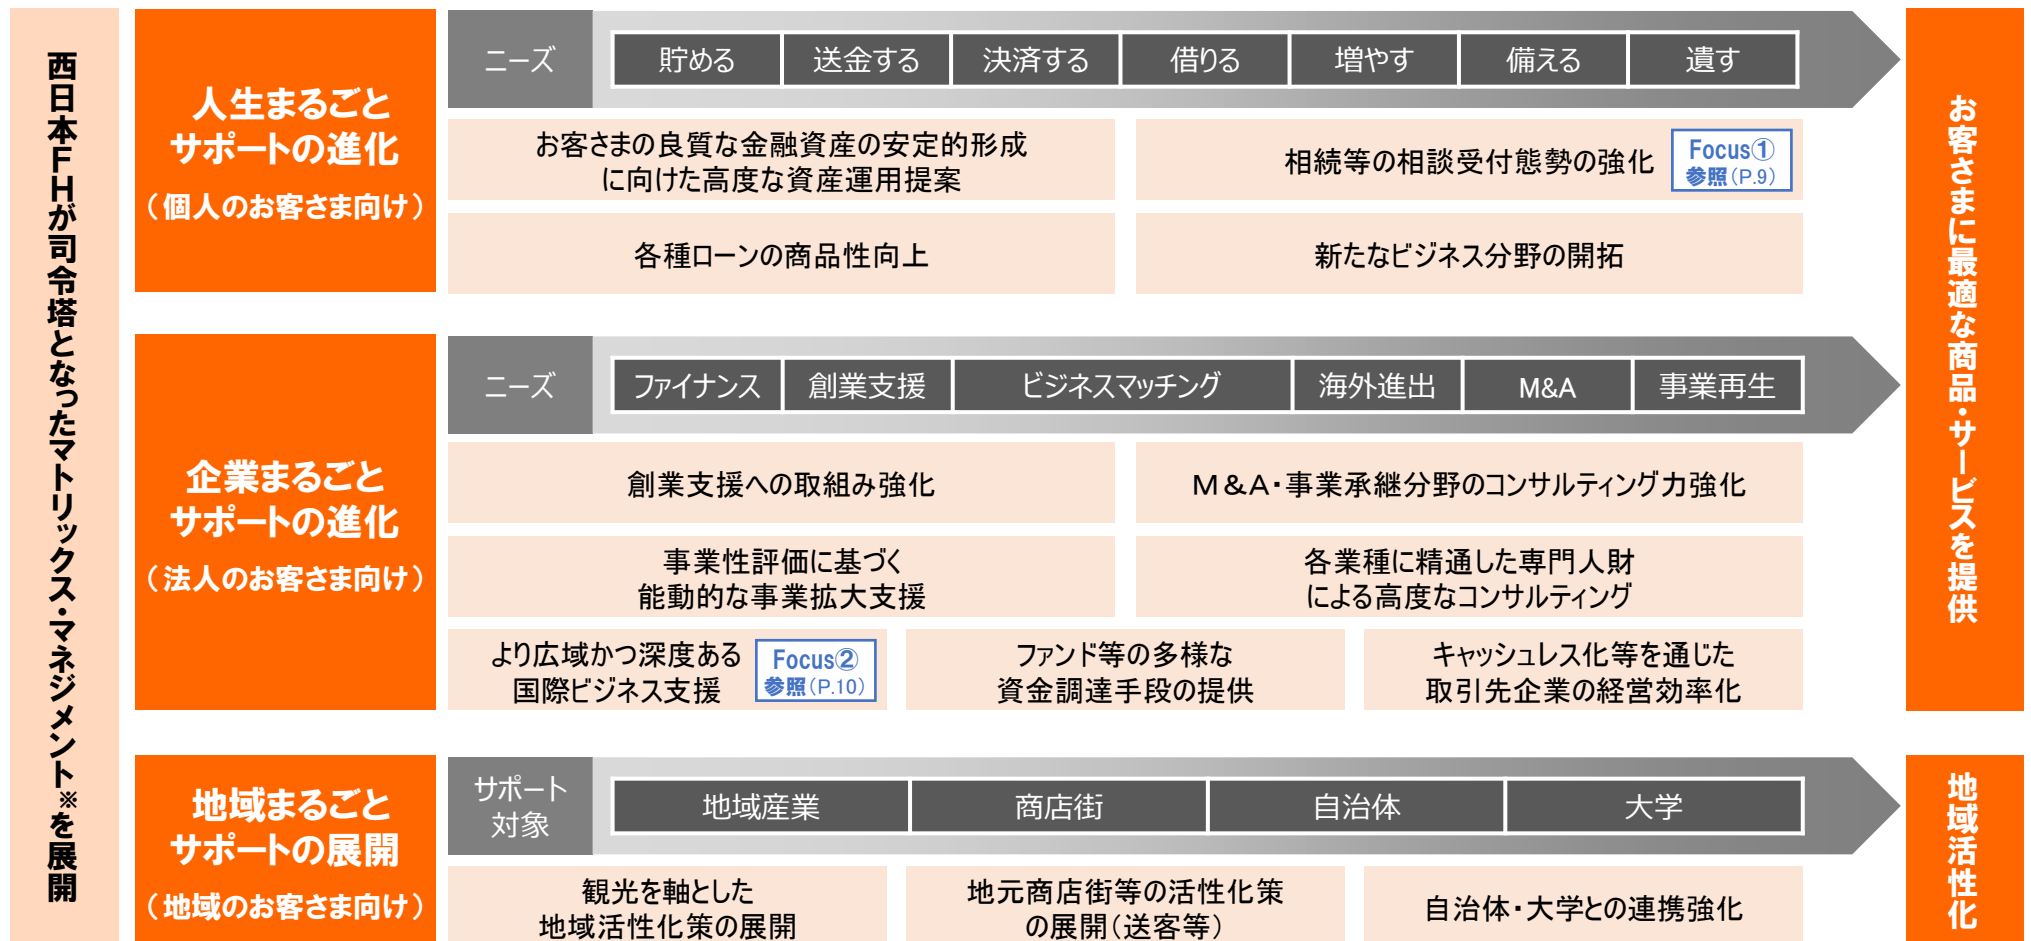 西日本FHが司令塔となったマトリックス・マネジメント※を展開
人生まるごと
サポートの進化
（個人のお客さま向け）
ニーズ
貯める
送金する
決済する
借りる
増やす
備える
遺す
お客さまの良質な金融資産の安定的形成
に向けた高度な資産運用提案
相続等の相談受付態勢の強化
Focus①
参照(P.9)
各種ローンの商品性向上
新たなビジネス分野の開拓
企業まるごと
サポートの進化
（法人のお客さま向け）
ニーズ
ファイナンス
創業支援
ビジネスマッチング
海外進出
M&A
事業再生
創業支援への取組み強化
M＆A・事業承継分野のコンサルティング力強化
事業性評価に基づく
能動的な事業拡大支援
各業種に精通した専門人財
による高度なコンサルティング
より広域かつ深度ある
国際ビジネス支援
Focus②
参照(P.10)
ファンド等の多様な
資金調達手段の提供
キャッシュレス化等を通じた
取引先企業の経営効率化
お客さまに最適な商品・サービスを提供
地域まるごと
サポートの展開
（地域のお客さま向け）
サポート
対象
地域産業
商店街
自治体
大学
観光を軸とした
地域活性化策の展開
地元商店街等の活性化策
の展開（送客等）
自治体・大学との連携強化
地域活性化